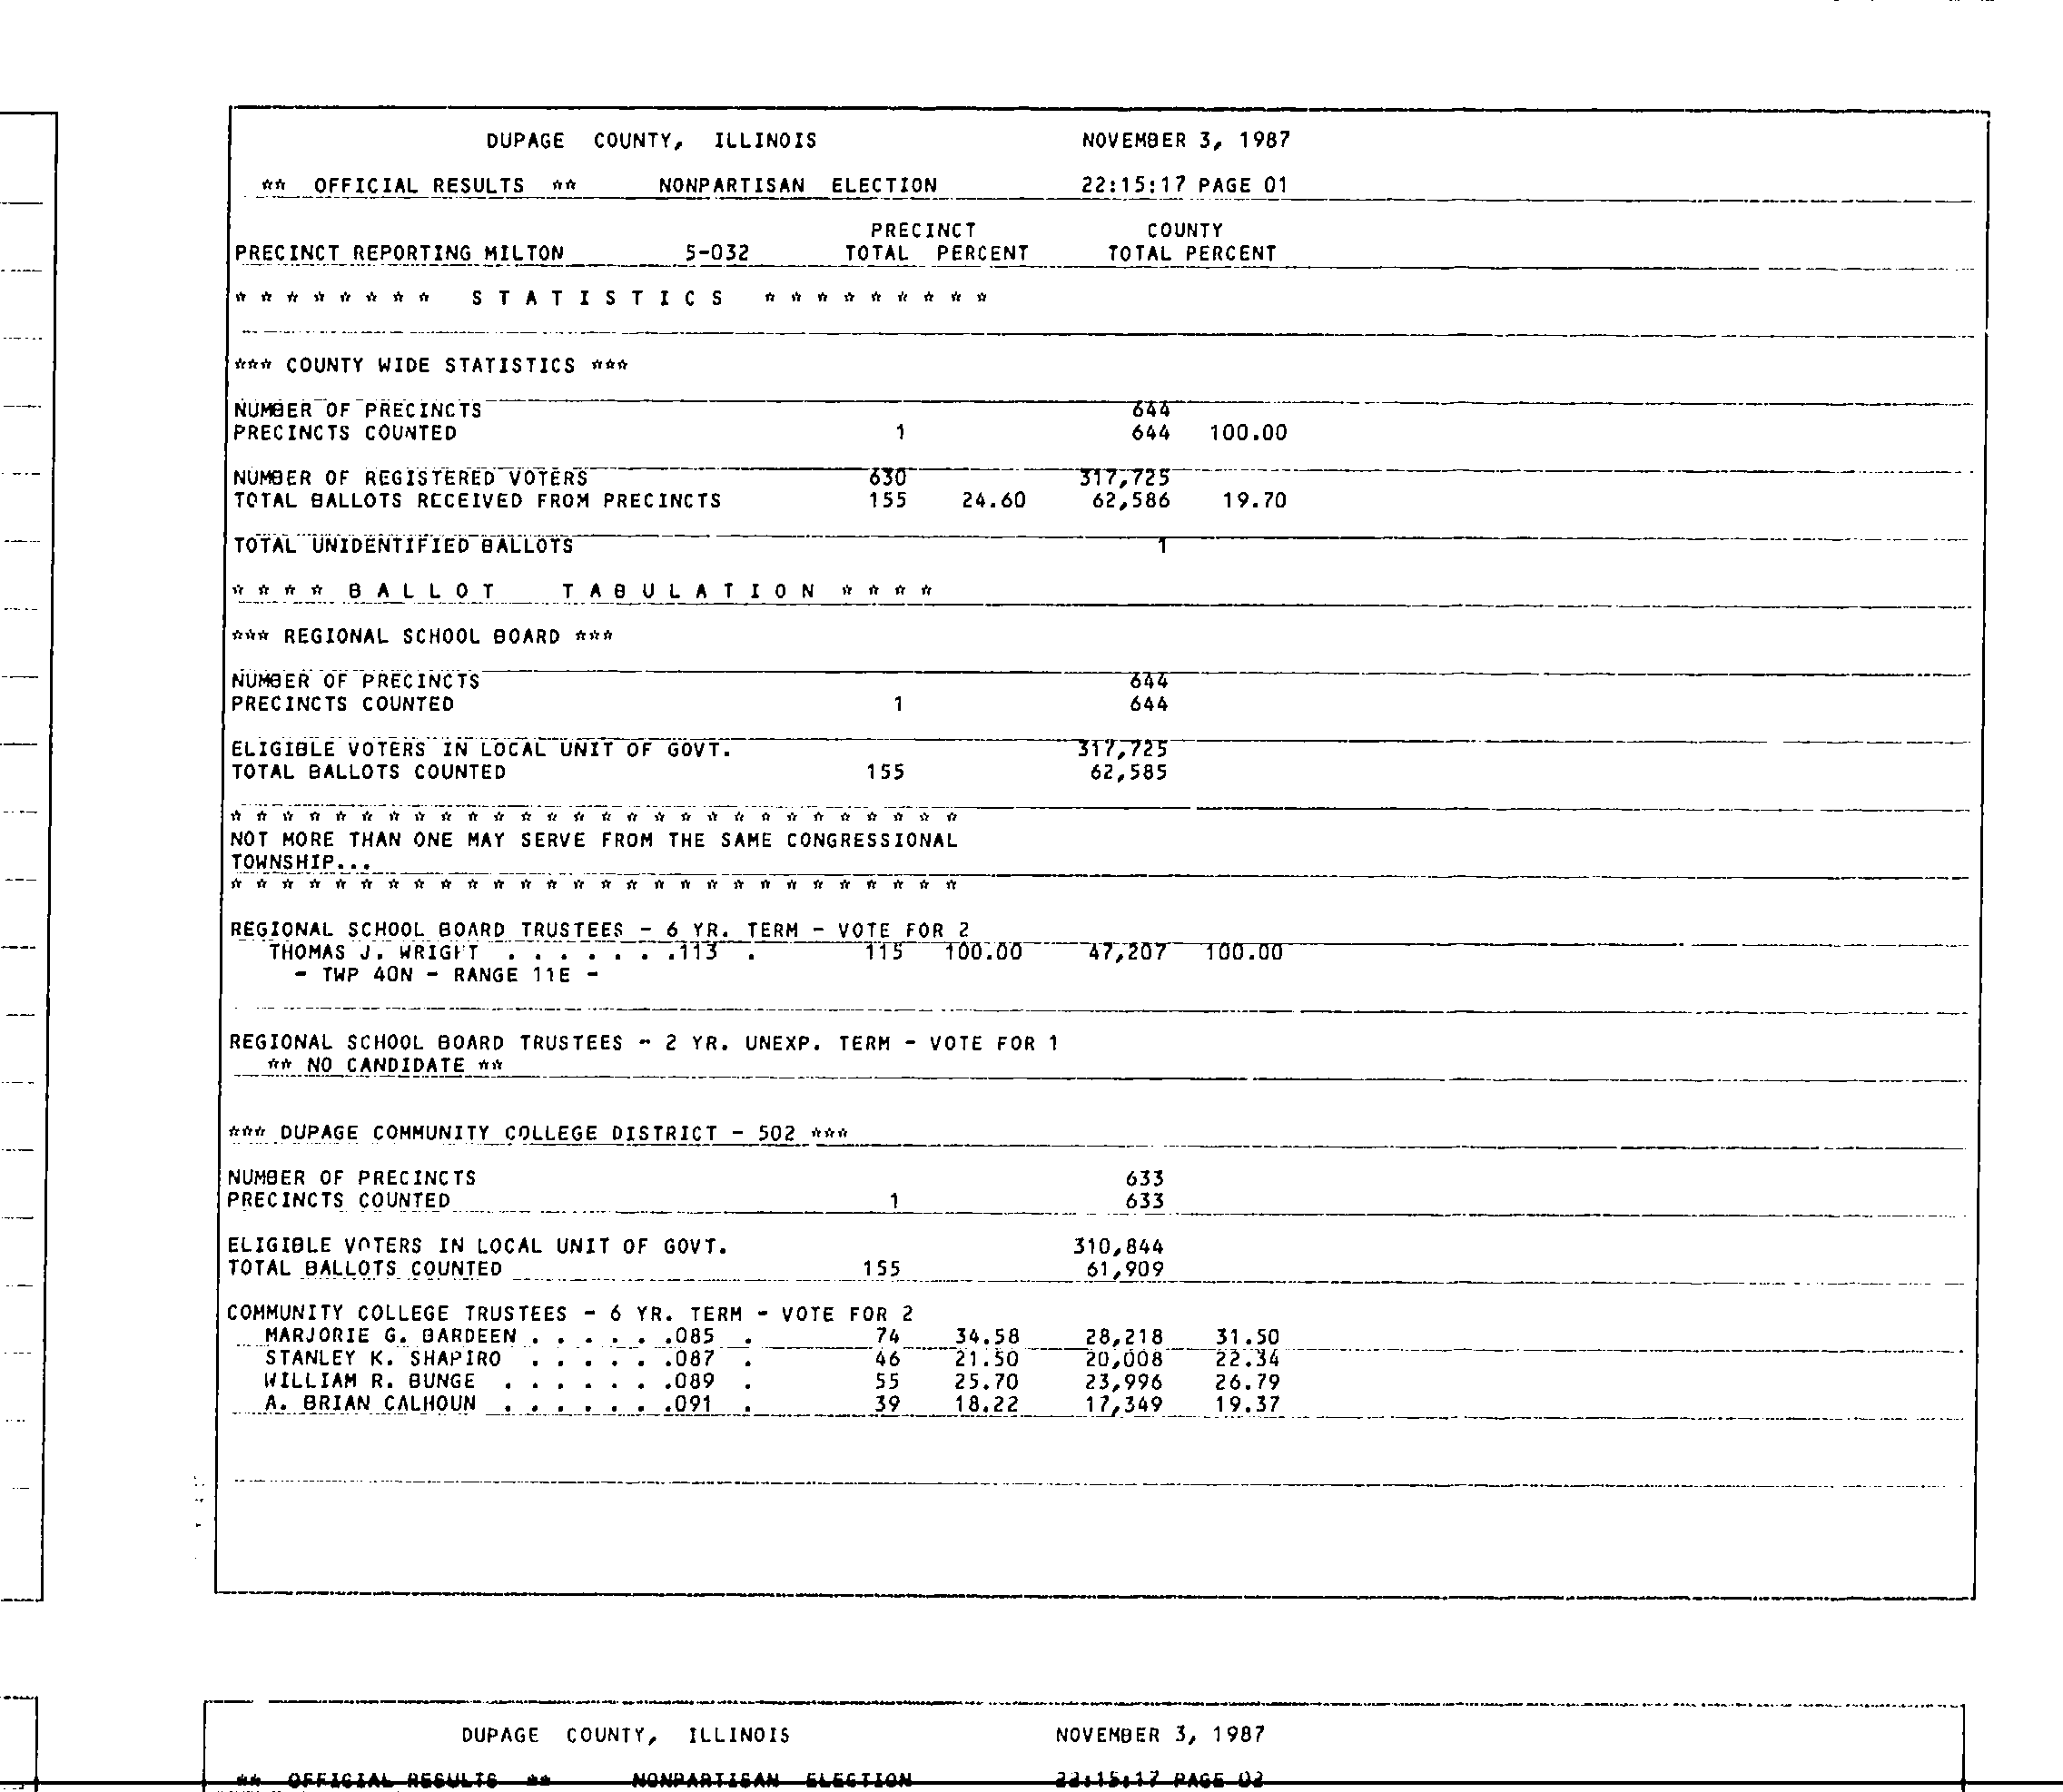 DUPAGE COUNTY, ILLINOIS NOVEMBER 3, 1987
** OFFICIAL RESULTS ** NONPARTISAN ELECTION 22:15:17 PAGE 01
PRECINCT COUNTY
PRECINCT REPORTING MILTON 5-032 TOTAL PERCENT TOTAL PERCENT
* * * * * * * * S T A T I S T I C S * * * * * * * * *
*** COUNTY WIDE STATISTICS ***
NUMBER OF PRECINCTS 644
PRECINCTS COUNTED 1 644 100.00
NUMBER OF REGISTERED VOTERS 630 317,725
TOTAL BALLOTS RECEIVED FROM PRECINCTS 155 24.60 62,586 19.70
TOTAL UNIDENTIFIED BALLOTS 1
* * * * B A L L O T T A B U L A T I O N * * * *
*** REGIONAL SCHOOL BOARD ***
NUMBER OF PRECINCTS 644
PRECINCTS COUNTED 1 644
ELIGIBLE VOTERS IN LOCAL UNIT OF GOVT. 317,725
TOTAL BALLOTS COUNTED 155 62,585
* * * * * * * * * * * * * * * * * * * * * * * * * * * *
NOT MORE THAN ONE MAY SERVE FROM THE SAME CONGRESSIONAL
TOWNSHIP...
* * * * * * * * * * * * * * * * * * * * * * * * * * * *
REGIONAL SCHOOL BOARD TRUSTEES - 6 YR. TERM - VOTE FOR 2
THOMAS J. WRIGHT . . . . . . .113 . 115 100.00 47,207 100.00
- TWP 40N - RANGE 11E -
REGIONAL SCHOOL BOARD TRUSTEES - 2 YR. UNEXP. TERM - VOTE FOR 1
** NO CANDIDATE **
*** DUPAGE COMMUNITY COLLEGE DISTRICT - 502 ***
NUMBER OF PRECINCTS 633
PRECINCTS COUNTED 1 633
ELIGIBLE VOTERS IN LOCAL UNIT OF GOVT. 310,844
TOTAL BALLOTS COUNTED 155 61,909
COMMUNITY COLLEGE TRUSTEES - 6 YR. TERM - VOTE FOR 2
MARJORIE G. BARDEEN . . . . . .085 . 74 34.58 28,218 31.50
STANLEY K. SHAPIRO . . . . . .087 . 46 21.50 20,008 22.34
WILLIAM R. BUNGE . . . . . . .089 . 55 25.70 23,996 26.79
A. BRIAN CALHOUN . . . . . . .091 . 39 18.22 17,349 19.37
DUPAGE COUNTY, ILLINOIS NOVEMBER 3, 1987
** OFFICIAL RESULTS ** NONPARTISAN ELECTION 22:15:17 PAGE 02